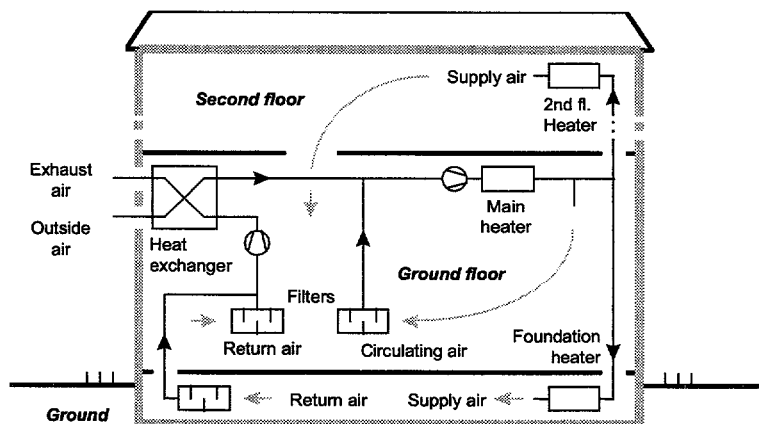 Supply air
Second floor
2nd fl.
Heater
Exhaust
air
Outside
air
Heat
exchanger
Main
heater
Ground floor
Filters
Return air
Circulating air
Foundation
heater
Ground
Return air
Supply air